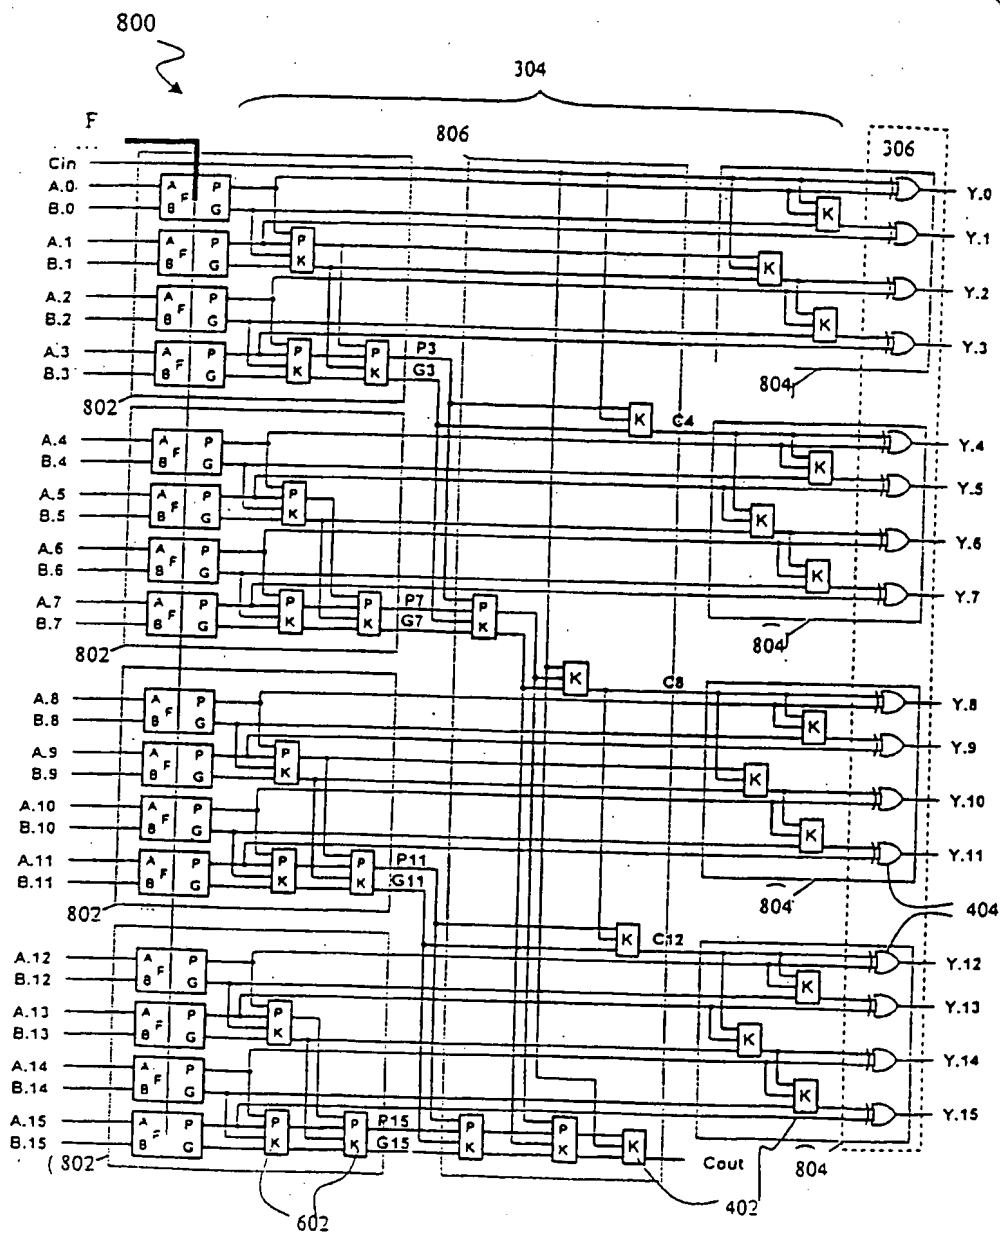 800
304
F
806
306
Cin
A.0 A F P Y.0
B.0 B G K
A.1 A F P P Y.1
B.1 B G K K
A.2 A F P Y.2
B.2 B G K
A.3 A F P P P P3 Y.3
B.3 B G K K G3
802 804
K C4
A.4 A F P Y.4
B.4 B G K
A.5 A F P P Y.5
B.5 B G K K
A.6 A F P Y.6
B.6 B G K
A.7 A F P P P P7 P Y.7
B.7 B G K K G7 K
802 804
K C8
A.8 A F P Y.8
B.8 B G K
A.9 A F P P Y.9
B.9 B G K K
A.10 A F P Y.10
B.10 B G K
A.11 A F P P P P11 Y.11
B.11 B G K K G11
802 804 404
K C12
A.12 A F P Y.12
B.12 B G K
A.13 A F P P Y.13
B.13 B G K K
A.14 A F P Y.14
B.14 B G K
A.15 A F P P P P15 P P Y.15
B.15 B G K K G15 K K K
( 802 Cout 804
602 402